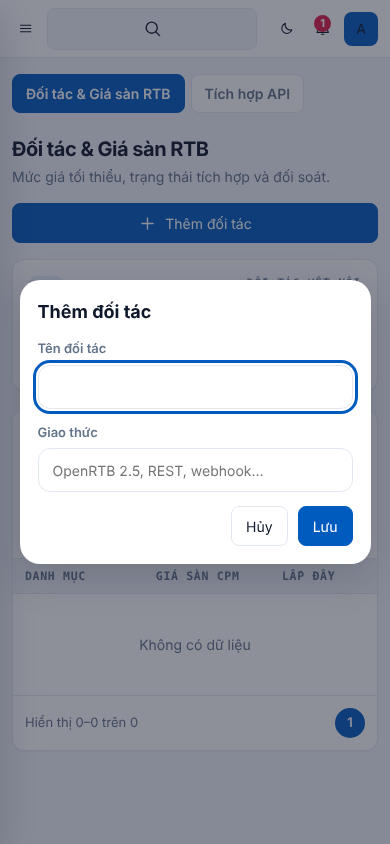 1
A
Đối tác & Giá sàn RTB
Tích hợp API
Đối tác & Giá sàn RTB
Mức giá tối thiểu, trạng thái tích hợp và đối soát.
Thêm đối tác
Thêm đối tác
Tên đối tác
Giao thức
OpenRTB 2.5, REST, webhook...
Hủy
Lưu
DANH MỤC GIÁ SÀN CPM LẤP ĐẦY
Không có dữ liệu
Hiển thị 0–0 trên 0
1